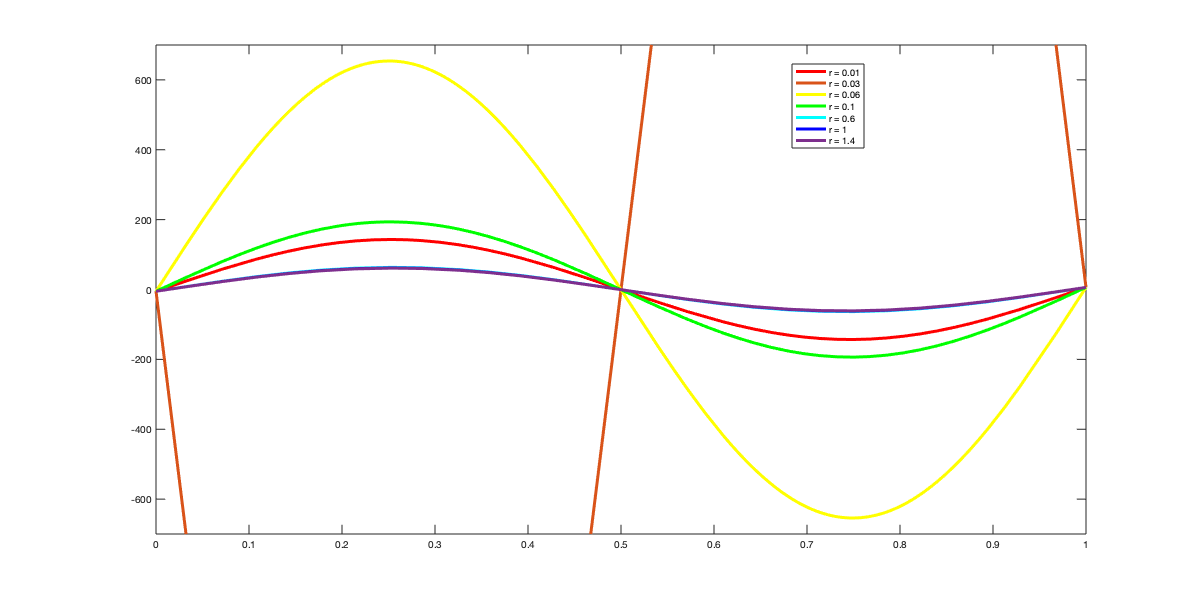 600
400
200
0
-200
-400
-600
0 0.1 0.2 0.3 0.4 0.5 0.6 0.7 0.8 0.9 1
r = 0.01
r = 0.03
r = 0.06
r = 0.1
r = 0.6
r = 1
r = 1.4